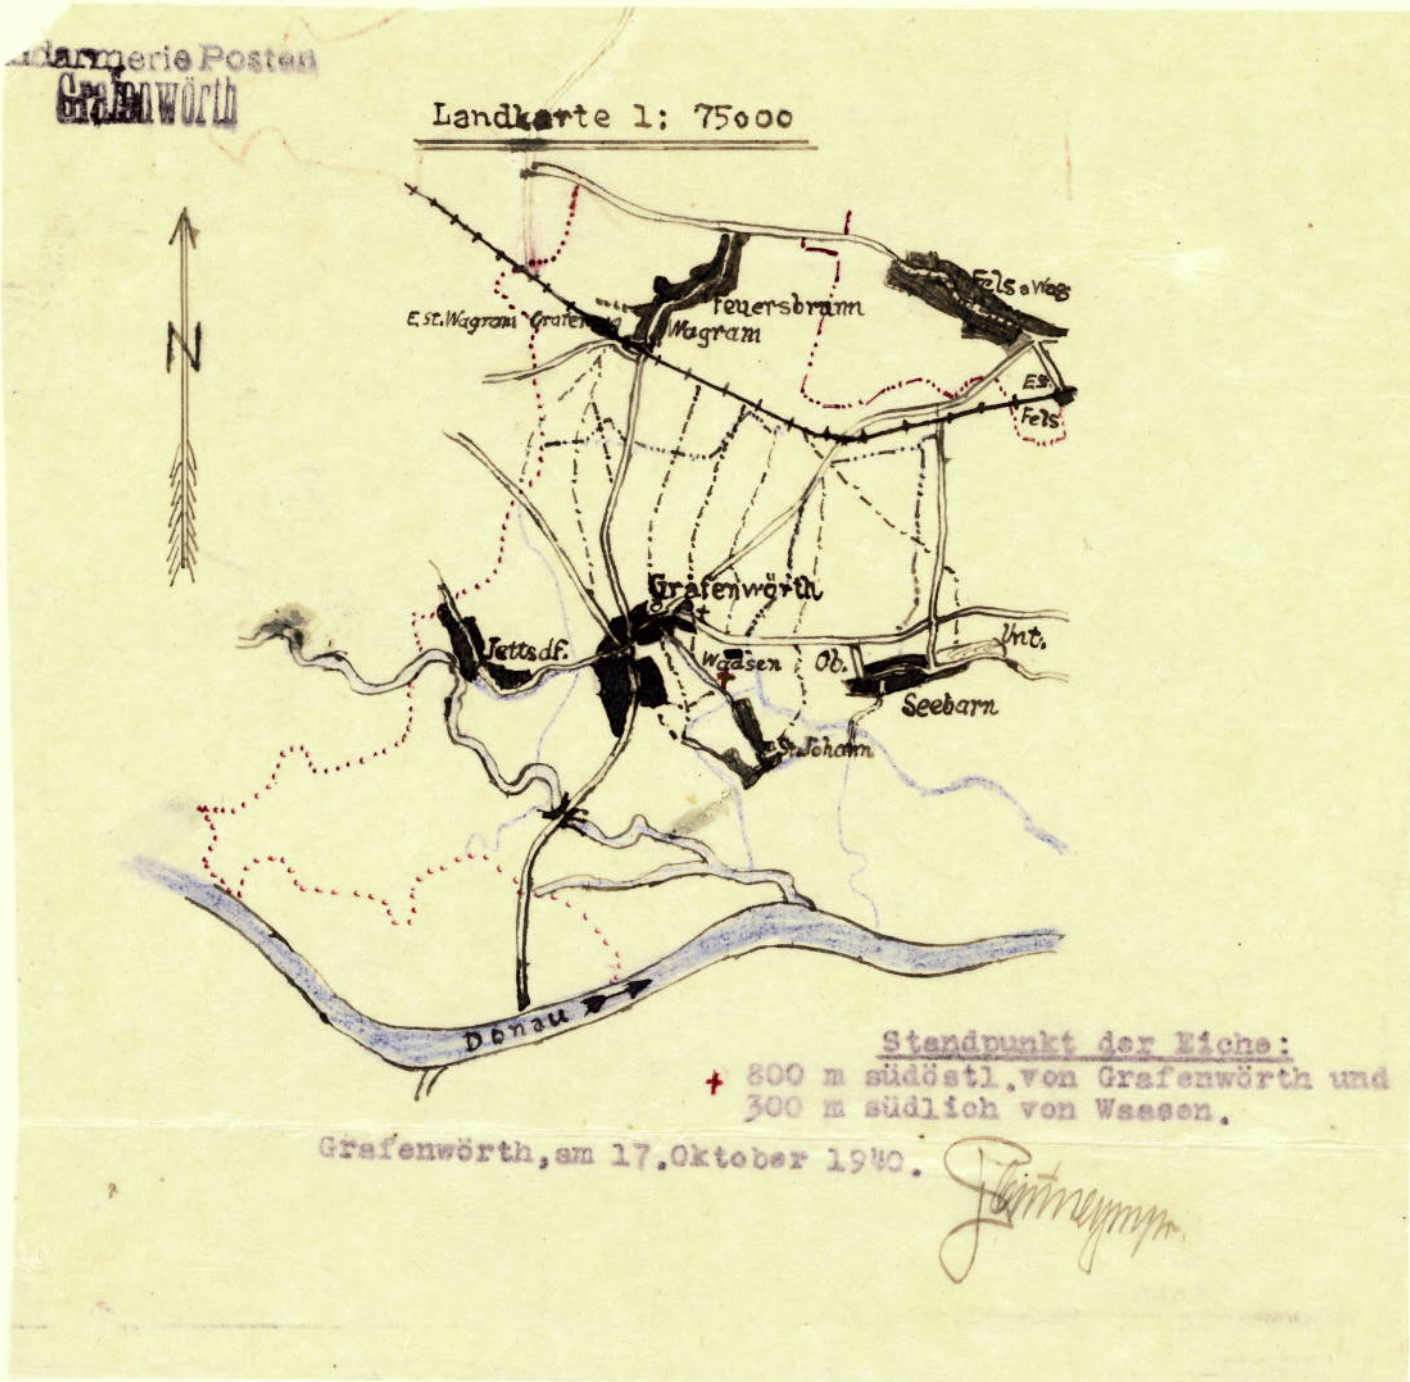 ndarmerie Posten
Grafenwörth
Landkarte 1: 75000
N
Fels a Wag
Feuersbrunn
E. St. Wagram - Grafenegg
Wagram
E.St.
Fels
Grafenwörth
Jettsdf.
Waasen
Ob.
Unt.
Seebarn
St. Johann
Donau
Standpunkt der Eiche:
800 m südöstl.von Grafenwörth und
300 m südlich von Waasen.
Grafenwörth,am 17.Oktober 1940.